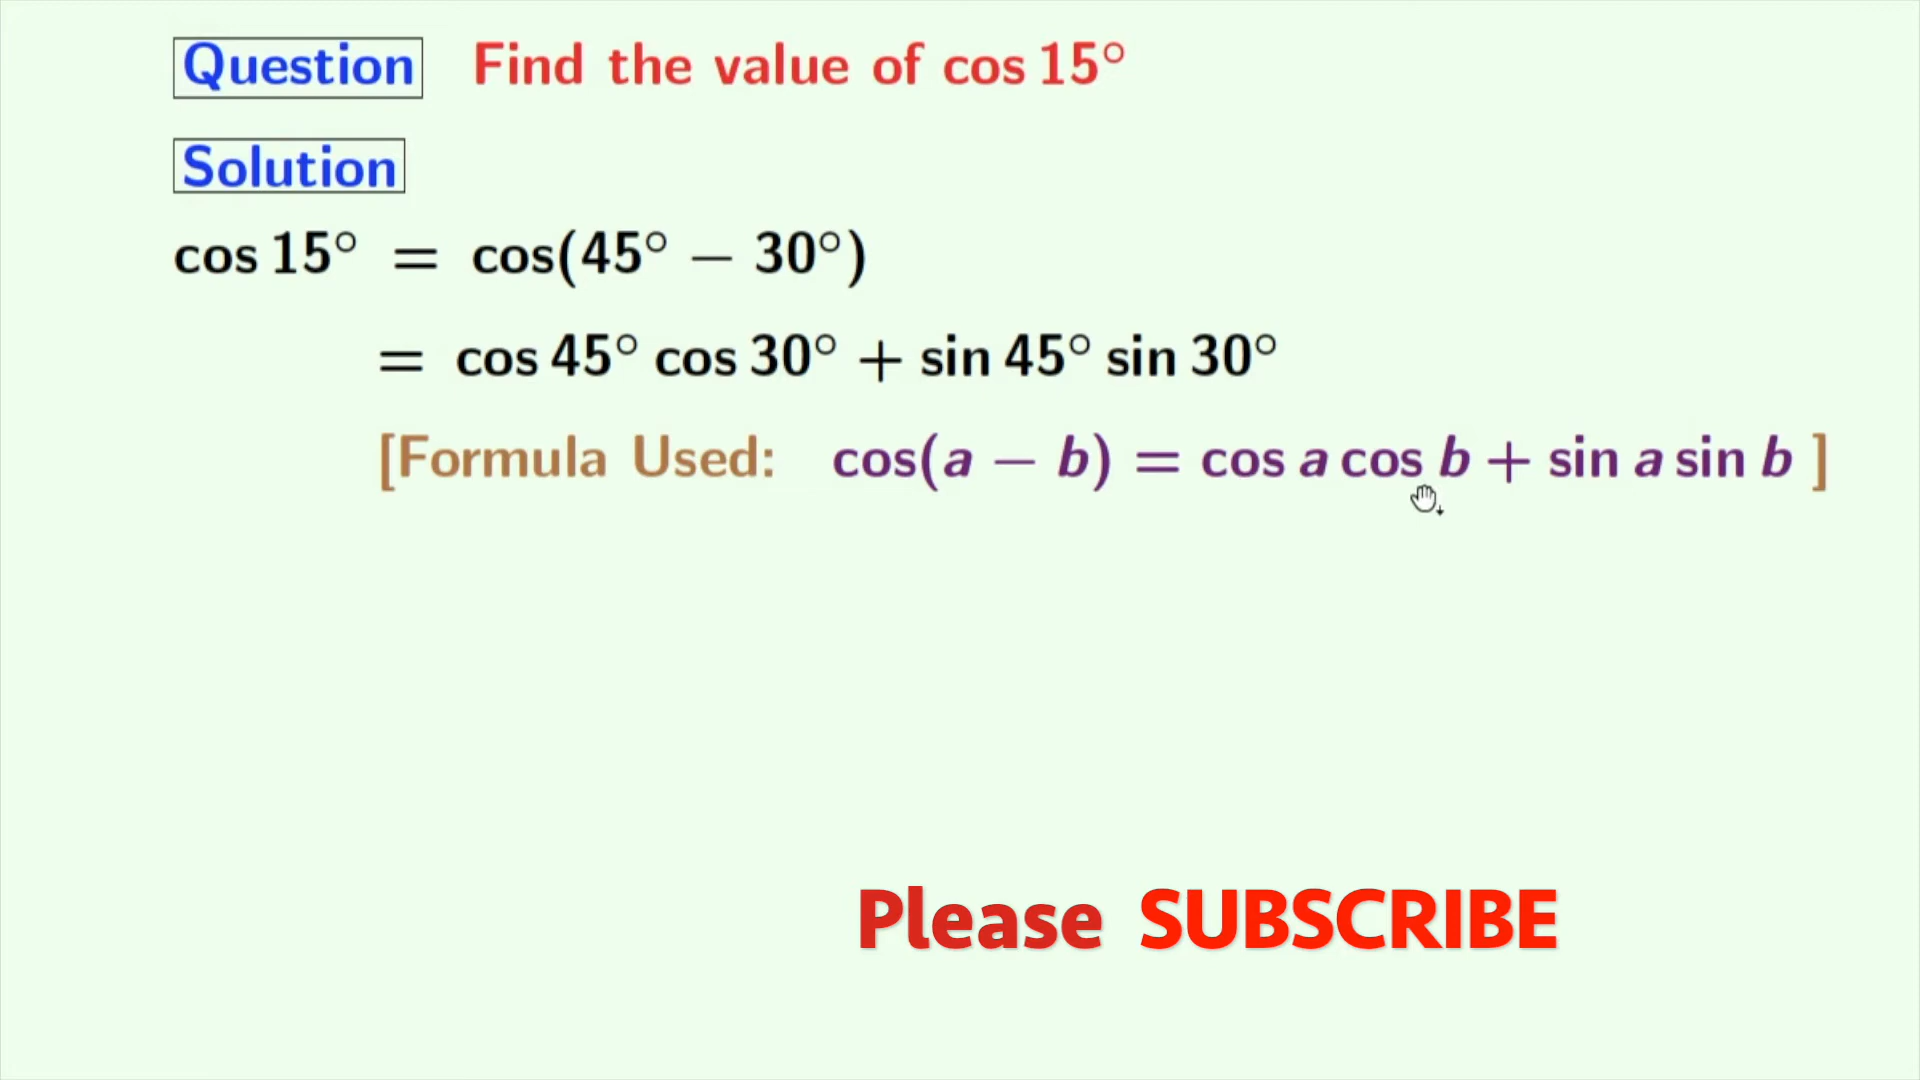 Question Find the value of cos 15°
Solution
cos 15° = cos(45° − 30°)
= cos 45° cos 30° + sin 45° sin 30°
[Formula Used: cos(a − b) = cos a cos b + sin a sin b ]
Please SUBSCRIBE